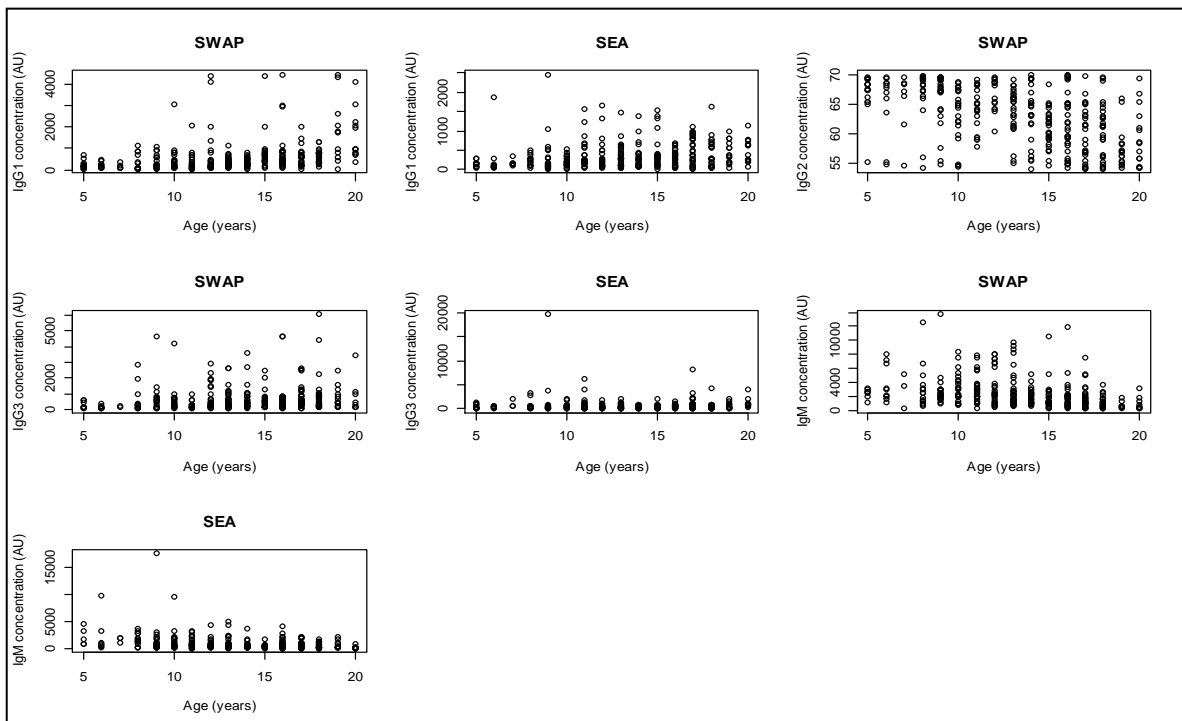 SWAP
IgG1 concentration (AU)
4000
2000
0
5
10
15
20
Age (years)
SEA
IgG1 concentration (AU)
2000
1000
0
5
10
15
20
Age (years)
SWAP
IgG2 concentration (AU)
70
65
60
55
5
10
15
20
Age (years)
SWAP
IgG3 concentration (AU)
5000
2000
0
5
10
15
20
Age (years)
SEA
IgG3 concentration (AU)
20000
10000
0
5
10
15
20
Age (years)
SWAP
IgM concentration (AU)
10000
4000
0
5
10
15
20
Age (years)
SEA
IgM concentration (AU)
15000
5000
0
5
10
15
20
Age (years)